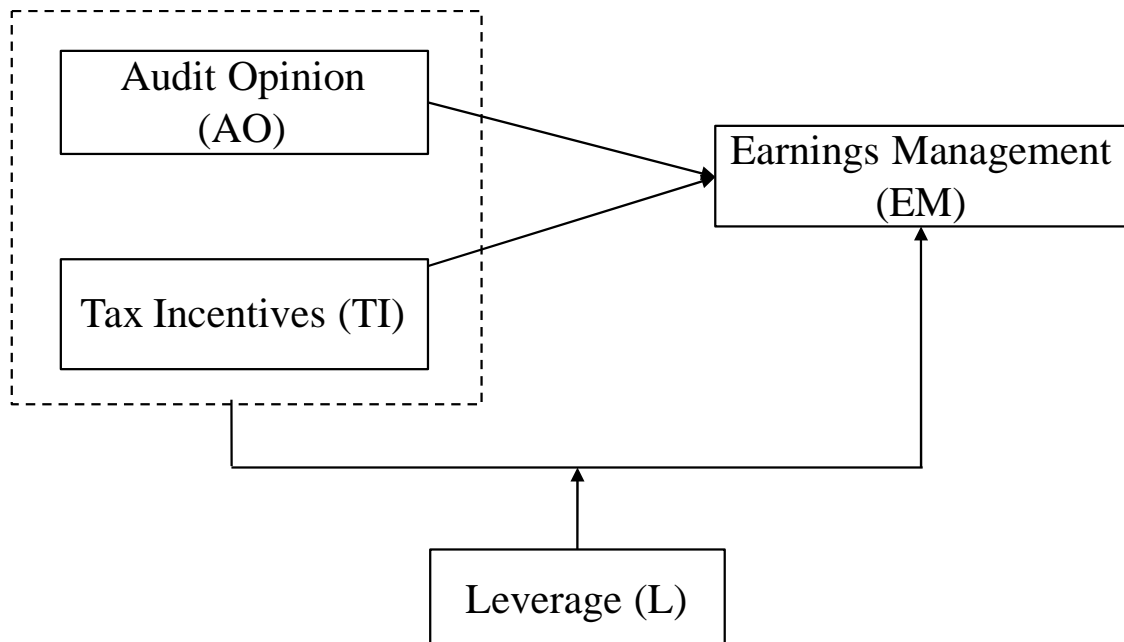 Audit Opinion
(AO)
Earnings Management
(EM)
Tax Incentives (TI)
Leverage (L)